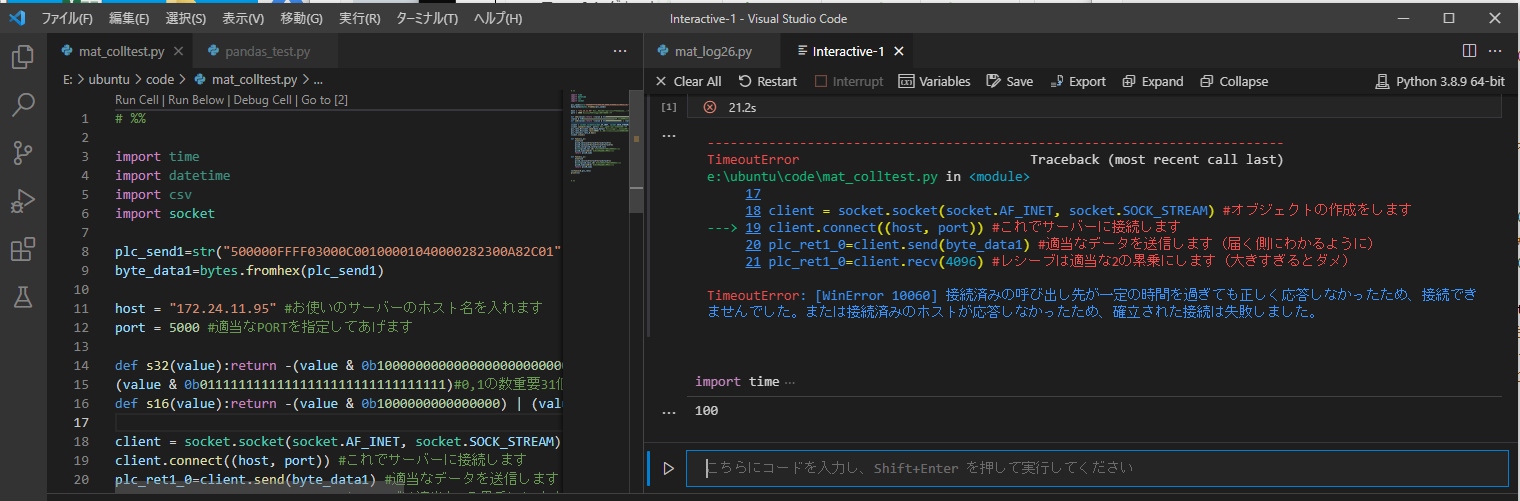 ファイル(F) 編集(E) 選択(S) 表示(V) 移動(G) 実行(R) ターミナル(T) ヘルプ(H)
Interactive-1 - Visual Studio Code
mat_colltest.py
pandas_test.py
E: > ubuntu > code > mat_colltest.py > ...
Run Cell | Run Below | Debug Cell | Go to [2]
1 # %%
2
3 import time
4 import datetime
5 import csv
6 import socket
7
8 plc_send1=str("500000FFFF03000C00100001040000282300A82C01"
9 byte_data1=bytes.fromhex(plc_send1)
10
11 host = "172.24.11.95" #お使いのサーバーのホスト名を入れます
12 port = 5000 #適当なPORTを指定してあげます
13
14 def s32(value):return -(value &
15 (value &
16 def s16(value):return -(value & 0b1000000000000000) | (val
17
18 client = socket.socket(socket.AF_INET, socket.SOCK_STREAM)
19 client.connect((host, port)) #これでサーバーに接続します
20 plc_ret1_0=client.send(byte_data1) #適当なデータを送信します
mat_log26.py
Interactive-1
Clear All Restart Interrupt Variables Save Export Expand Collapse Python 3.8.9 64-bit
[1] 21.2s
...
---------------------------------------------------------------------------
TimeoutError Traceback (most recent call last)
e:\ubuntu\code\mat_colltest.py in <module>
17
18 client = socket.socket(socket.AF_INET, socket.SOCK_STREAM) #オブジェクトの作成をします
---> 19 client.connect((host, port)) #これでサーバーに接続します
20 plc_ret1_0=client.send(byte_data1) #適当なデータを送信します（届く側にわかるように）
21 plc_ret1_0=client.recv(4096) #レシーブは適当な2の累乗にします（大きすぎるとダメ）
TimeoutError: [WinError 10060] 接続済みの呼び出し先が一定の時間を過ぎても正しく応答しなかったため、接続でき
ませんでした。または接続済みのホストが応答しなかったため、確立された接続は失敗しました。
import time ...
... 100
こちらにコードを入力し、Shift+Enter を押して実行してください